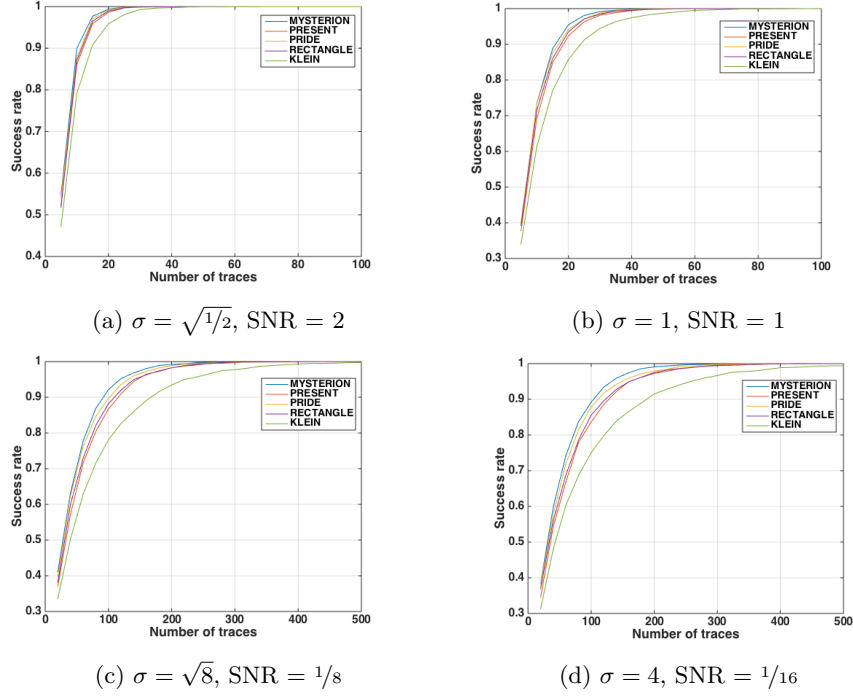 1
0.9
0.8
0.7
0.6
0.5
0.4
0
20
40
60
80
100
Success rate
Number of traces
MYSTERION
PRESENT
PRIDE
RECTANGLE
KLEIN
(a) σ = √1/2, SNR = 2
1
0.9
0.8
0.7
0.6
0.5
0.4
0.3
0
20
40
60
80
100
Success rate
Number of traces
MYSTERION
PRESENT
PRIDE
RECTANGLE
KLEIN
(b) σ = 1, SNR = 1
1
0.9
0.8
0.7
0.6
0.5
0.4
0.3
0
100
200
300
400
500
Success rate
Number of traces
MYSTERION
PRESENT
PRIDE
RECTANGLE
KLEIN
(c) σ = √8, SNR = 1/8
1
0.9
0.8
0.7
0.6
0.5
0.4
0.3
0
100
200
300
400
500
Success rate
Number of traces
MYSTERION
PRESENT
PRIDE
RECTANGLE
KLEIN
(d) σ = 4, SNR = 1/16